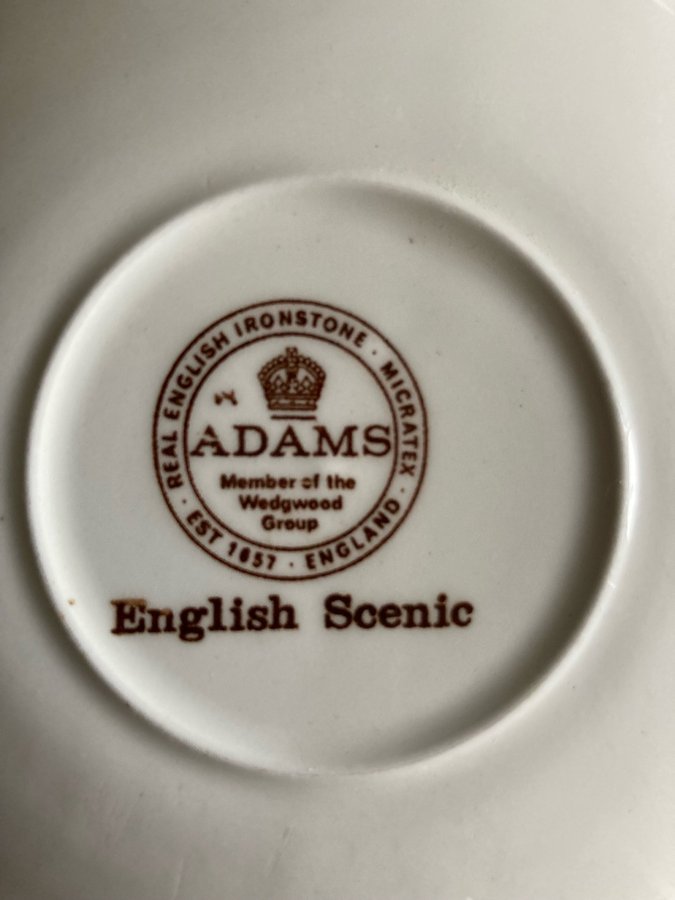 REAL ENGLISH IRONSTONE · MICRATEX ·
ADAMS
Member of the
Wedgwood
Group
· EST 1657 · ENGLAND ·
English Scenic